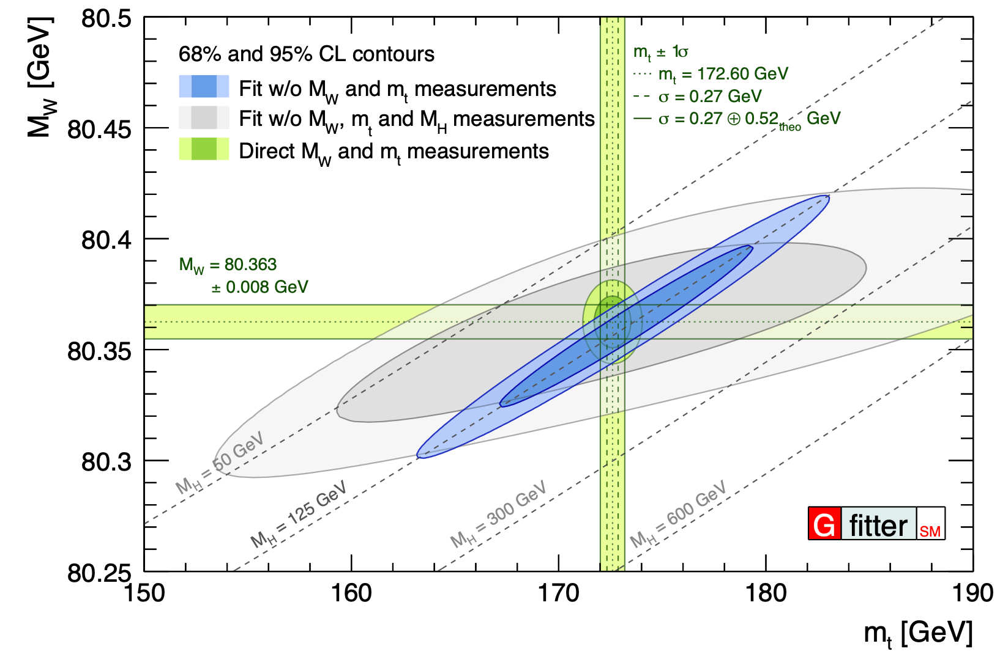 M_W [GeV]
80.5
80.45
80.4
80.35
80.3
80.25
150
160
170
180
190
m_t [GeV]
68% and 95% CL contours
Fit w/o M_W and m_t measurements
Fit w/o M_W, m_t and M_H measurements
Direct M_W and m_t measurements
m_t ± 1σ
m_t = 172.60 GeV
σ = 0.27 GeV
σ = 0.27 ⊕ 0.52_theo GeV
M_W = 80.363
± 0.008 GeV
M_H = 50 GeV
M_H = 125 GeV
M_H = 300 GeV
M_H = 600 GeV
G fitter SM